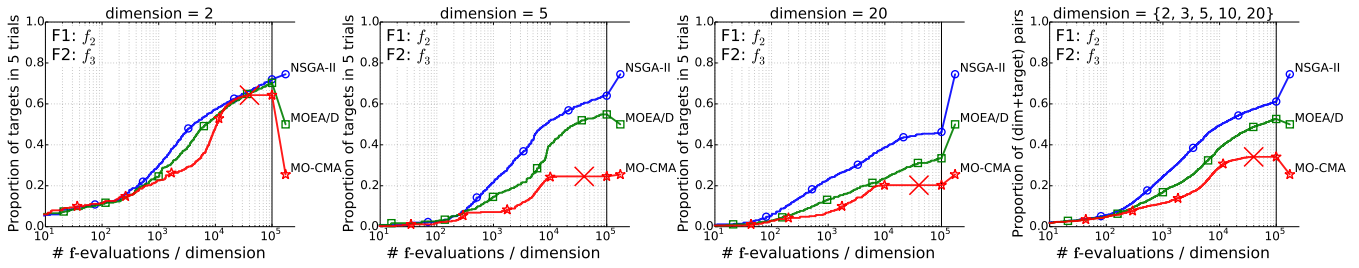 dimension = 2
F1: f2
F2: f3
Proportion of targets in 5 trials
1.0
0.8
0.6
0.4
0.2
0.0
NSGA-II
MOEA/D
MO-CMA
10^1 10^2 10^3 10^4 10^5
# f-evaluations / dimension
dimension = 5
F1: f2
F2: f3
Proportion of targets in 5 trials
1.0
0.8
0.6
0.4
0.2
0.0
NSGA-II
MOEA/D
MO-CMA
10^1 10^2 10^3 10^4 10^5
# f-evaluations / dimension
dimension = 20
F1: f2
F2: f3
Proportion of targets in 5 trials
1.0
0.8
0.6
0.4
0.2
0.0
NSGA-II
MOEA/D
MO-CMA
10^1 10^2 10^3 10^4 10^5
# f-evaluations / dimension
dimension = {2, 3, 5, 10, 20}
F1: f2
F2: f3
Proportion of (dim+target) pairs
1.0
0.8
0.6
0.4
0.2
0.0
NSGA-II
MOEA/D
MO-CMA
10^1 10^2 10^3 10^4 10^5
# f-evaluations / dimension